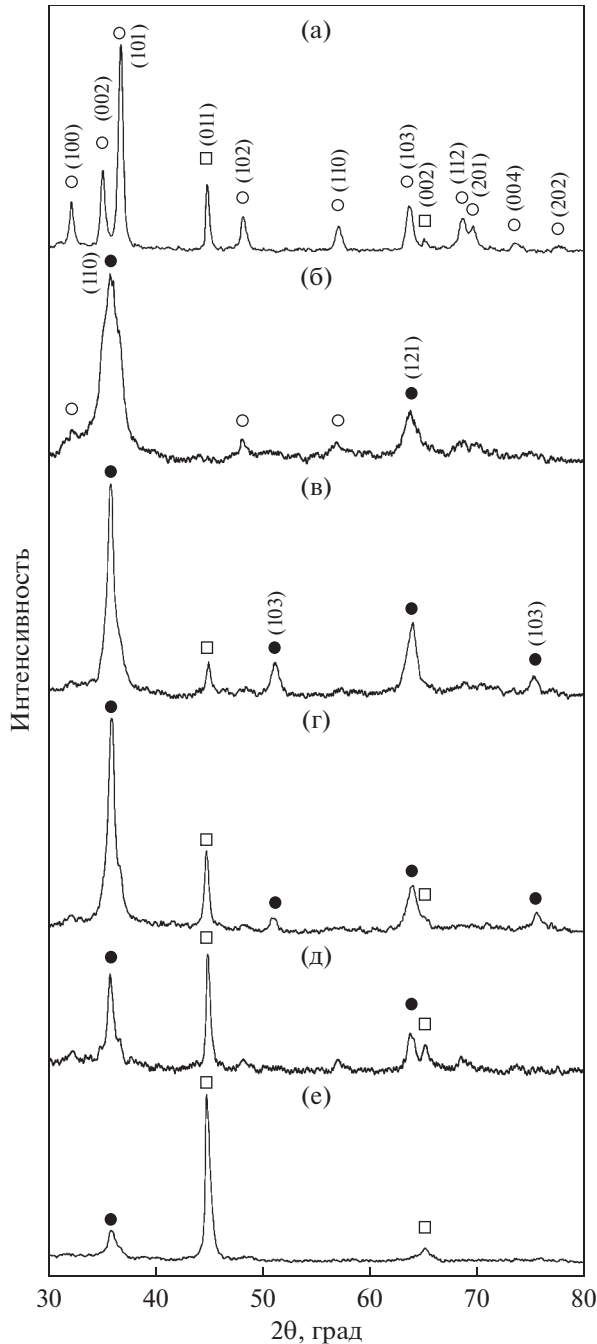 (а)
(100)
(002)
(101)
(011)
(102)
(110)
(103)
(002)
(112)
(201)
(004)
(202)
(б)
(110)
(121)
(в)
(103)
(103)
(г)
(д)
(е)
Интенсивность
30 40 50 60 70 80
2θ, град